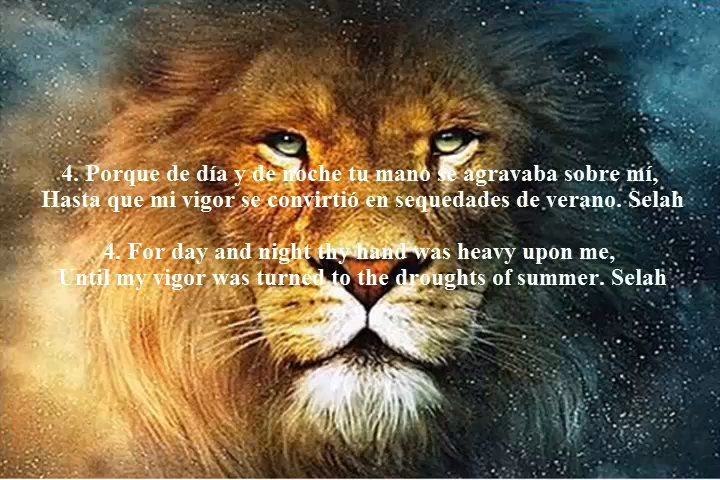 4. Porque de día y de noche tu mano se agravaba sobre mí,
Hasta que mi vigor se convirtió en sequedades de verano. Selah
4. For day and night thy hand was heavy upon me,
Until my vigor was turned to the droughts of summer. Selah